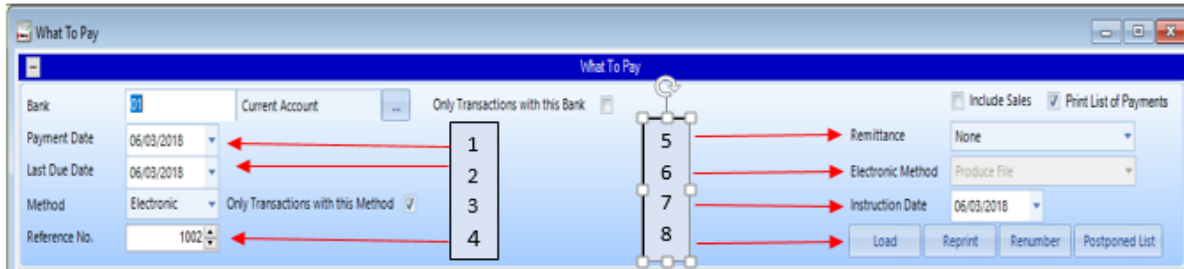 What To Pay
What To Pay
Bank 01 Current Account ... Only Transactions with this Bank Include Sales Print List of Payments
Payment Date 06/03/2018 1 5 Remittance None
Last Due Date 06/03/2018 2 6 Electronic Method Produce File
Method Electronic Only Transactions with this Method 3 7 Instruction Date 06/03/2018
Reference No. 1002 4 8 Load Reprint Renumber Postponed List